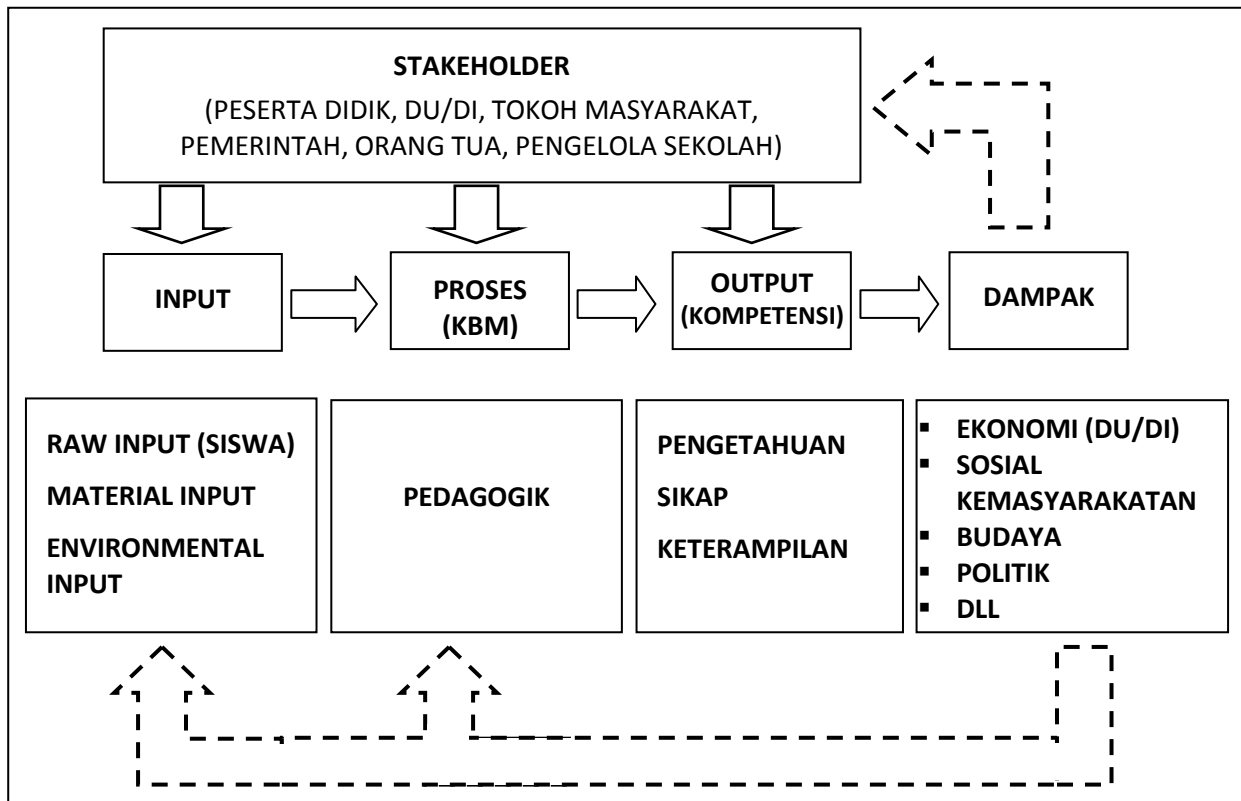 STAKEHOLDER
(PESERTA DIDIK, DU/DI, TOKOH MASYARAKAT,
PEMERINTAH, ORANG TUA, PENGELOLA SEKOLAH)
INPUT
PROSES
(KBM)
OUTPUT
(KOMPETENSI)
DAMPAK
RAW INPUT (SISWA)
MATERIAL INPUT
ENVIRONMENTAL
INPUT
PEDAGOGIK
PENGETAHUAN
SIKAP
KETERAMPILAN
▪ EKONOMI (DU/DI)
▪ SOSIAL
KEMASYARAKATAN
▪ BUDAYA
▪ POLITIK
▪ DLL